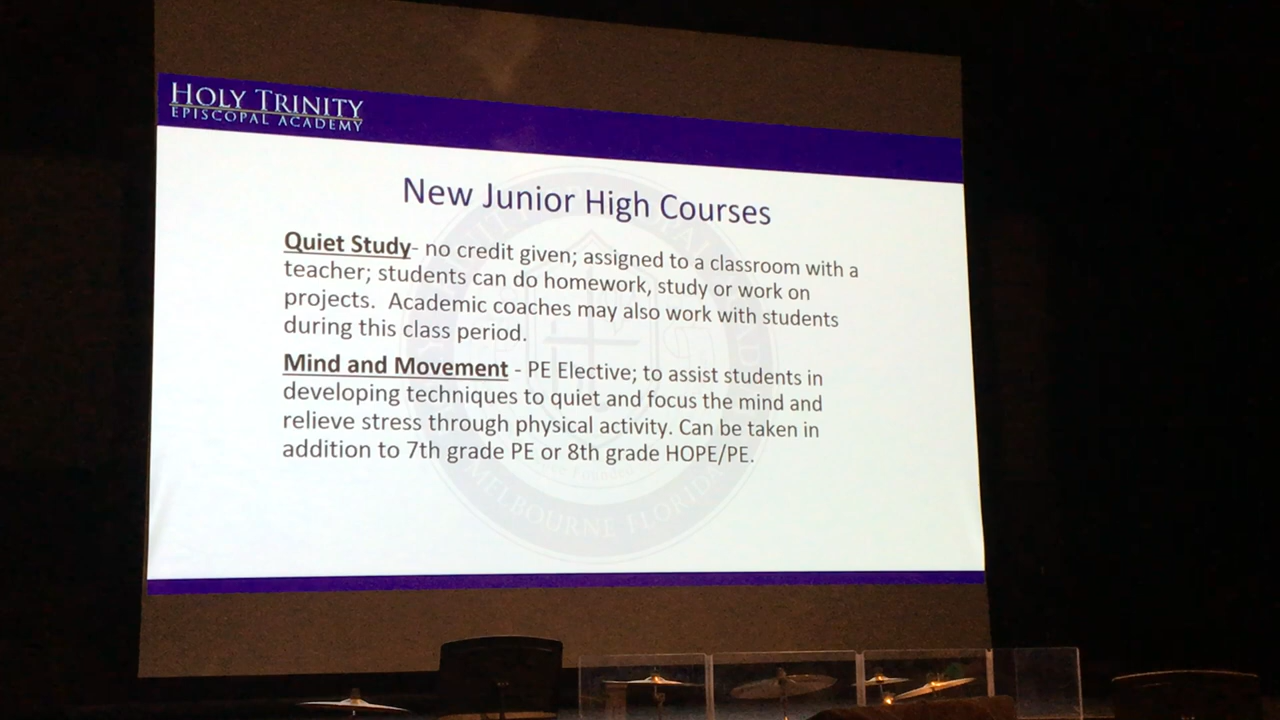 HOLY TRINITY
EPISCOPAL ACADEMY
New Junior High Courses
Quiet Study- no credit given; assigned to a classroom with a
teacher; students can do homework, study or work on
projects.  Academic coaches may also work with students
during this class period.
Mind and Movement - PE Elective; to assist students in
developing techniques to quiet and focus the mind and
relieve stress through physical activity. Can be taken in
addition to 7th grade PE or 8th grade HOPE/PE.
MELBOURNE FLORIDA